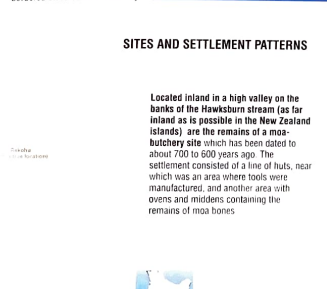 SITES AND SETTLEMENT PATTERNS
Located inland in a high valley on the
banks of the Hawksburn stream (as far
inland as is possible in the New Zealand
islands) are the remains of a moa-
butchery site which has been dated to
about 700 to 600 years ago. The
settlement consisted of a line of huts, near
which was an area where tools were
manufactured, and another area with
ovens and middens containing the
remains of moa bones